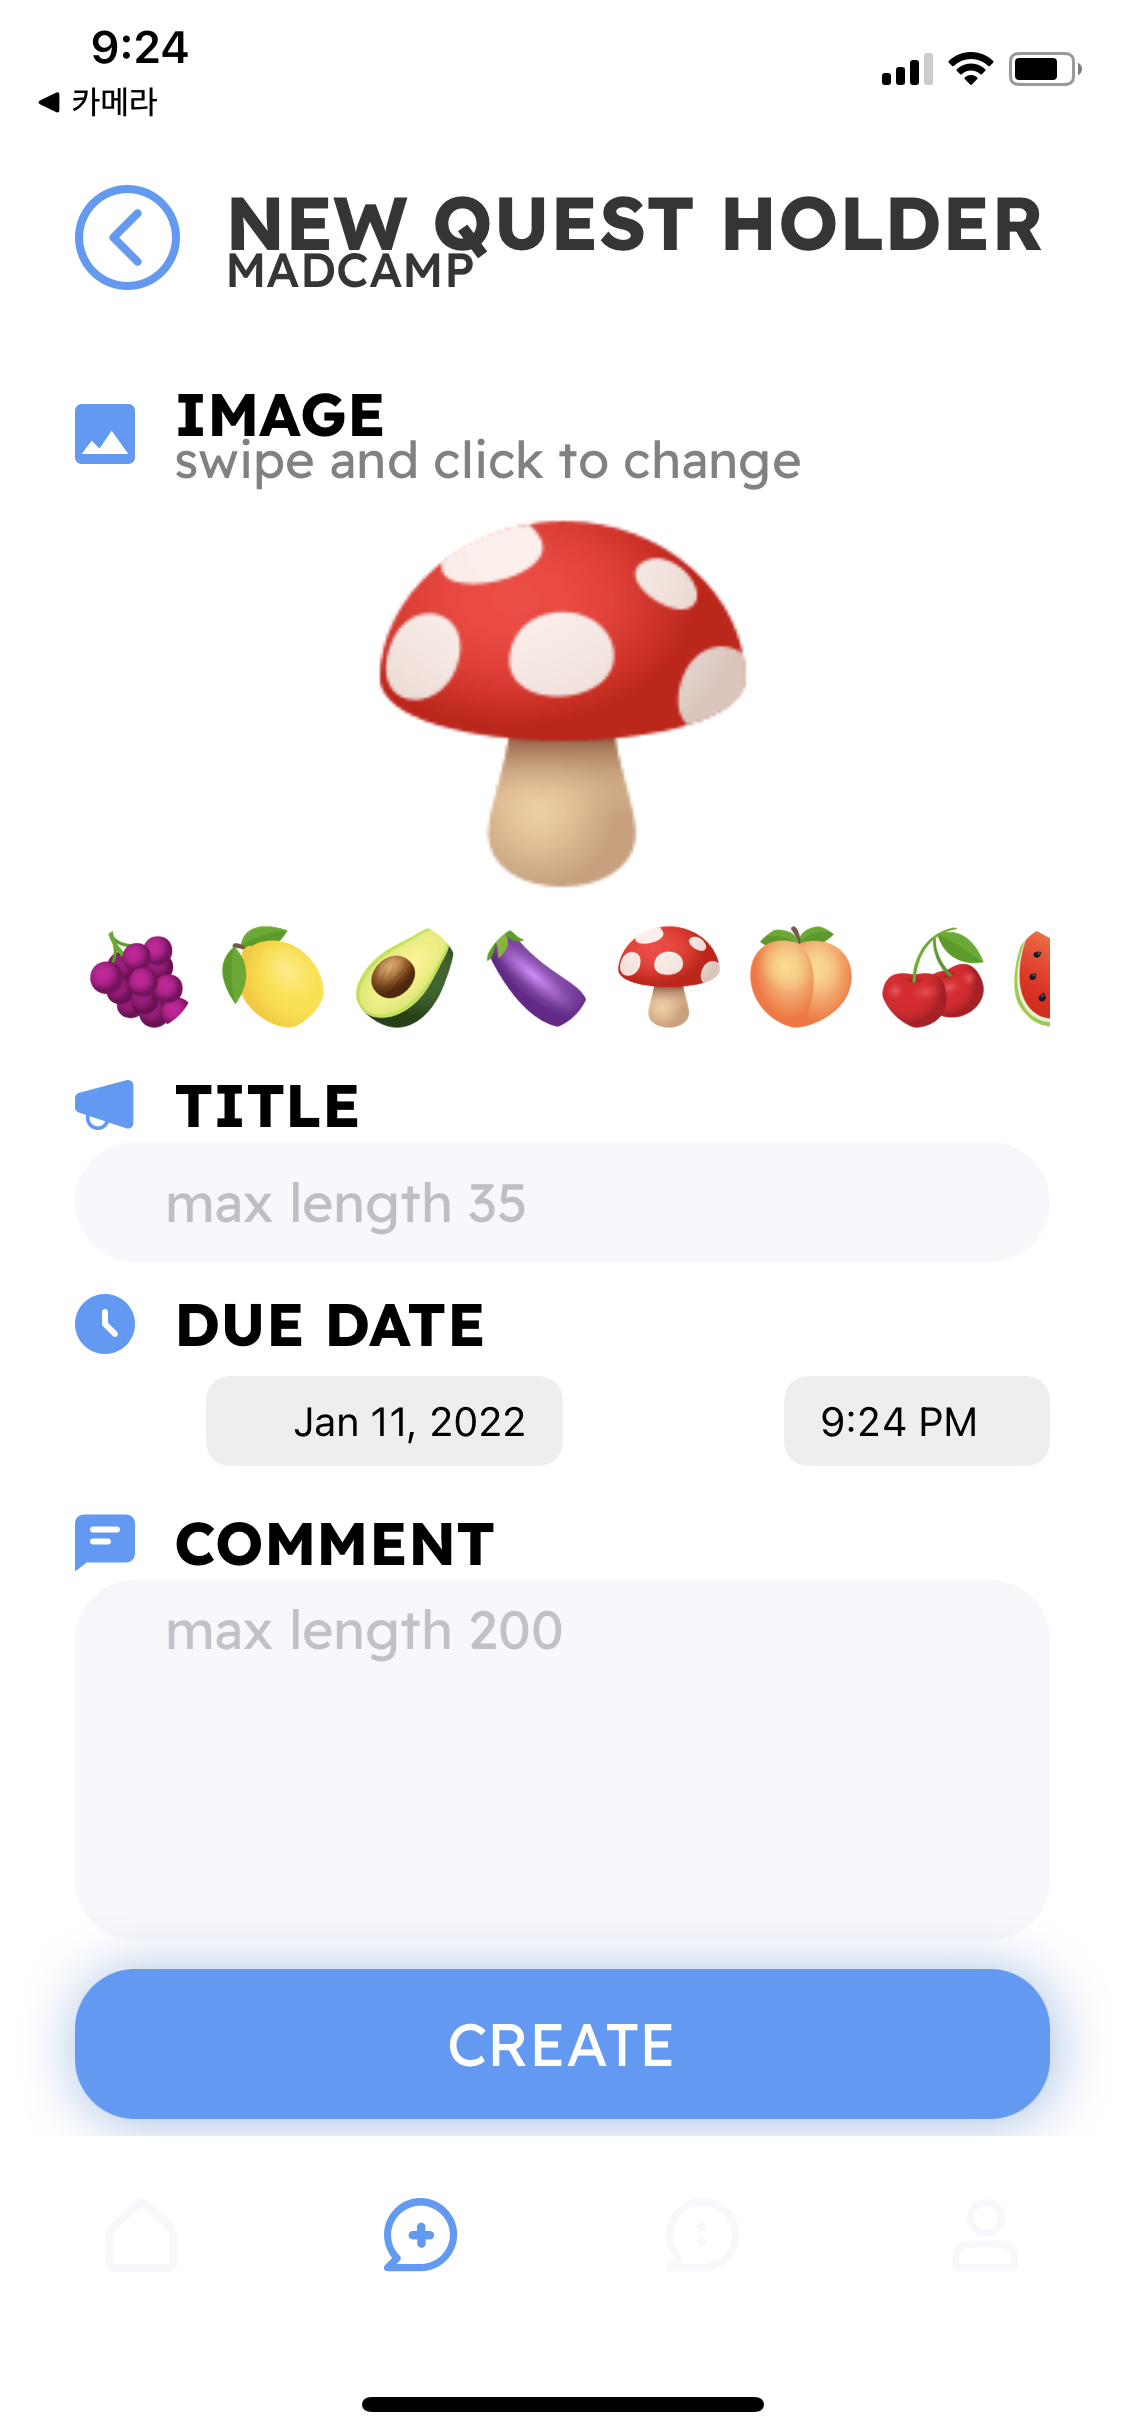 9:24
◀ 카메라
NEW QUEST HOLDER
MADCAMP
IMAGE
swipe and click to change
TITLE
max length 35
DUE DATE
Jan 11, 2022
9:24 PM
COMMENT
max length 200
CREATE